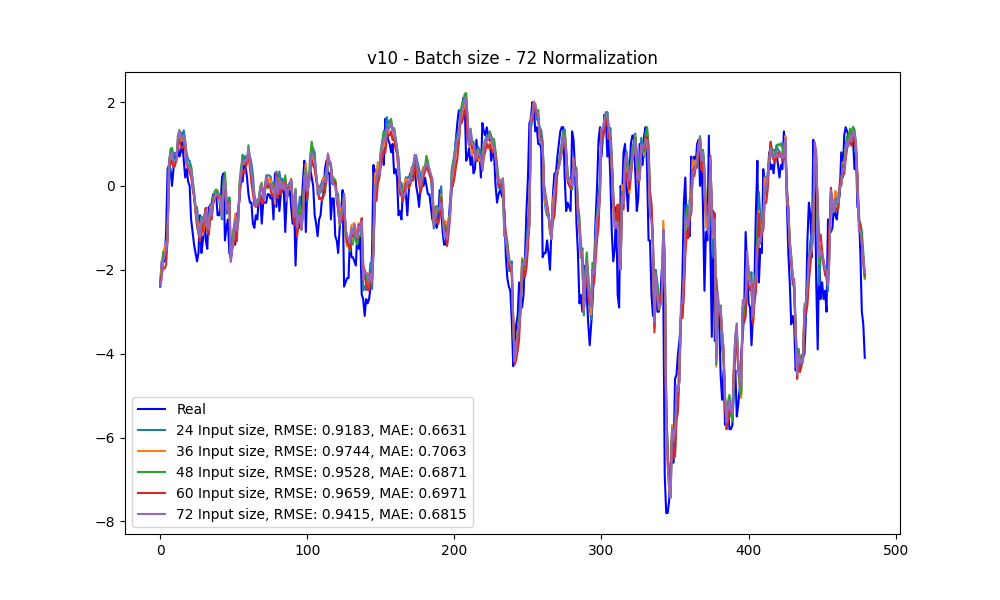 v10 - Batch size - 72 Normalization
2
0
−2
−4
−6
−8
Real
24 Input size, RMSE: 0.9183, MAE: 0.6631
36 Input size, RMSE: 0.9744, MAE: 0.7063
48 Input size, RMSE: 0.9528, MAE: 0.6871
60 Input size, RMSE: 0.9659, MAE: 0.6971
72 Input size, RMSE: 0.9415, MAE: 0.6815
0 100 200 300 400 500